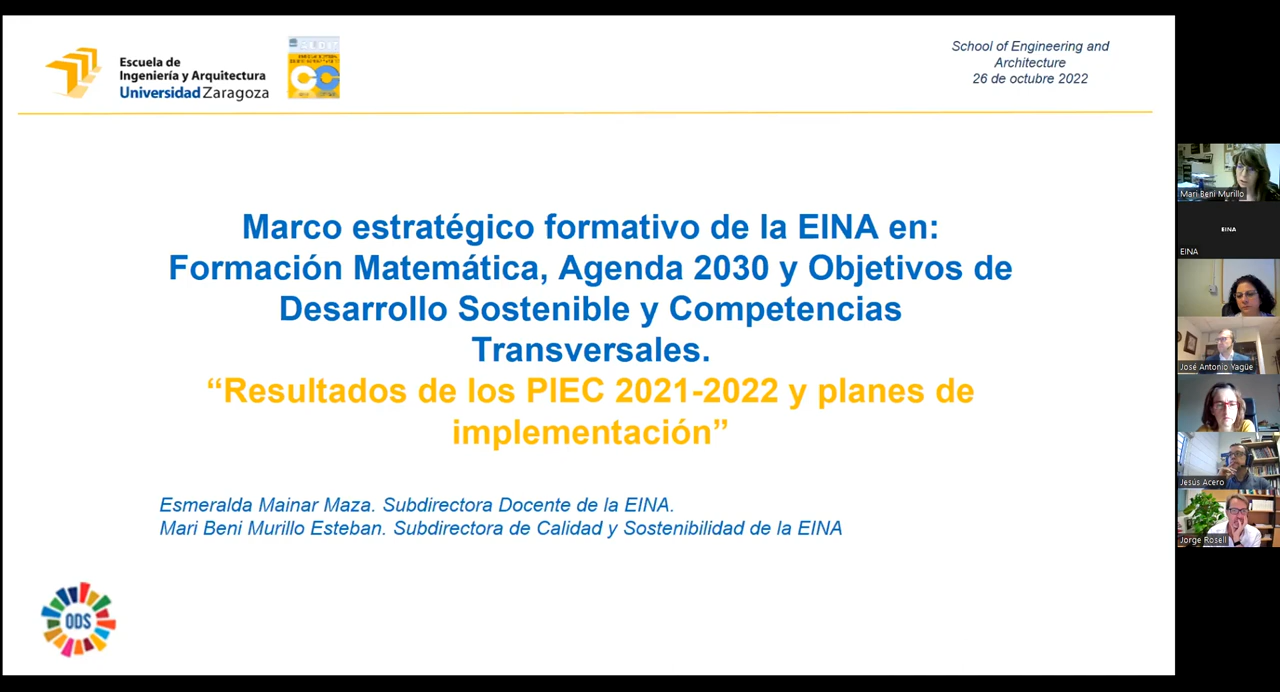 Escuela de
Ingeniería y Arquitectura
Universidad Zaragoza
School of Engineering and
Architecture
26 de octubre 2022
Marco estratégico formativo de la EINA en:
Formación Matemática, Agenda 2030 y Objetivos de
Desarrollo Sostenible y Competencias
Transversales.
“Resultados de los PIEC 2021-2022 y planes de
implementación”
Esmeralda Mainar Maza. Subdirectora Docente de la EINA.
Mari Beni Murillo Esteban. Subdirectora de Calidad y Sostenibilidad de la EINA
ODS
Mari Beni Murillo
EINA
EINA
José Antonio Yagüe
Jesús Acero
Jorge Rosell